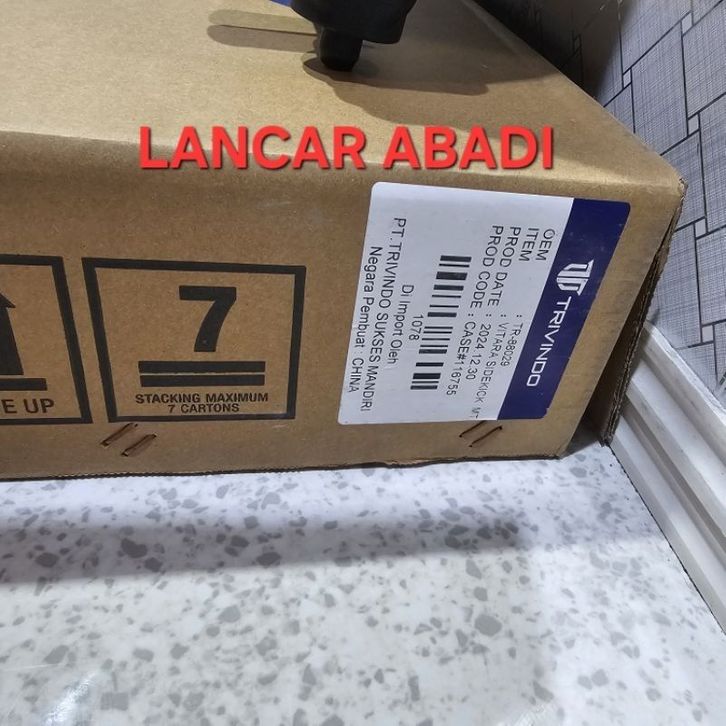 LANCAR ABADI
TRIVINDO
OEM : TR-88029
ITEM : VITARA SIDEKICK MT
PROD DATE : 2024.12.30
PROD CODE : CASE#116755
1078
Di Import Oleh
PT.TRIVINDO SUKSES MANDIRI
Negara Pembuat : CHINA
7
STACKING MAXIMUM
7 CARTONS
E UP